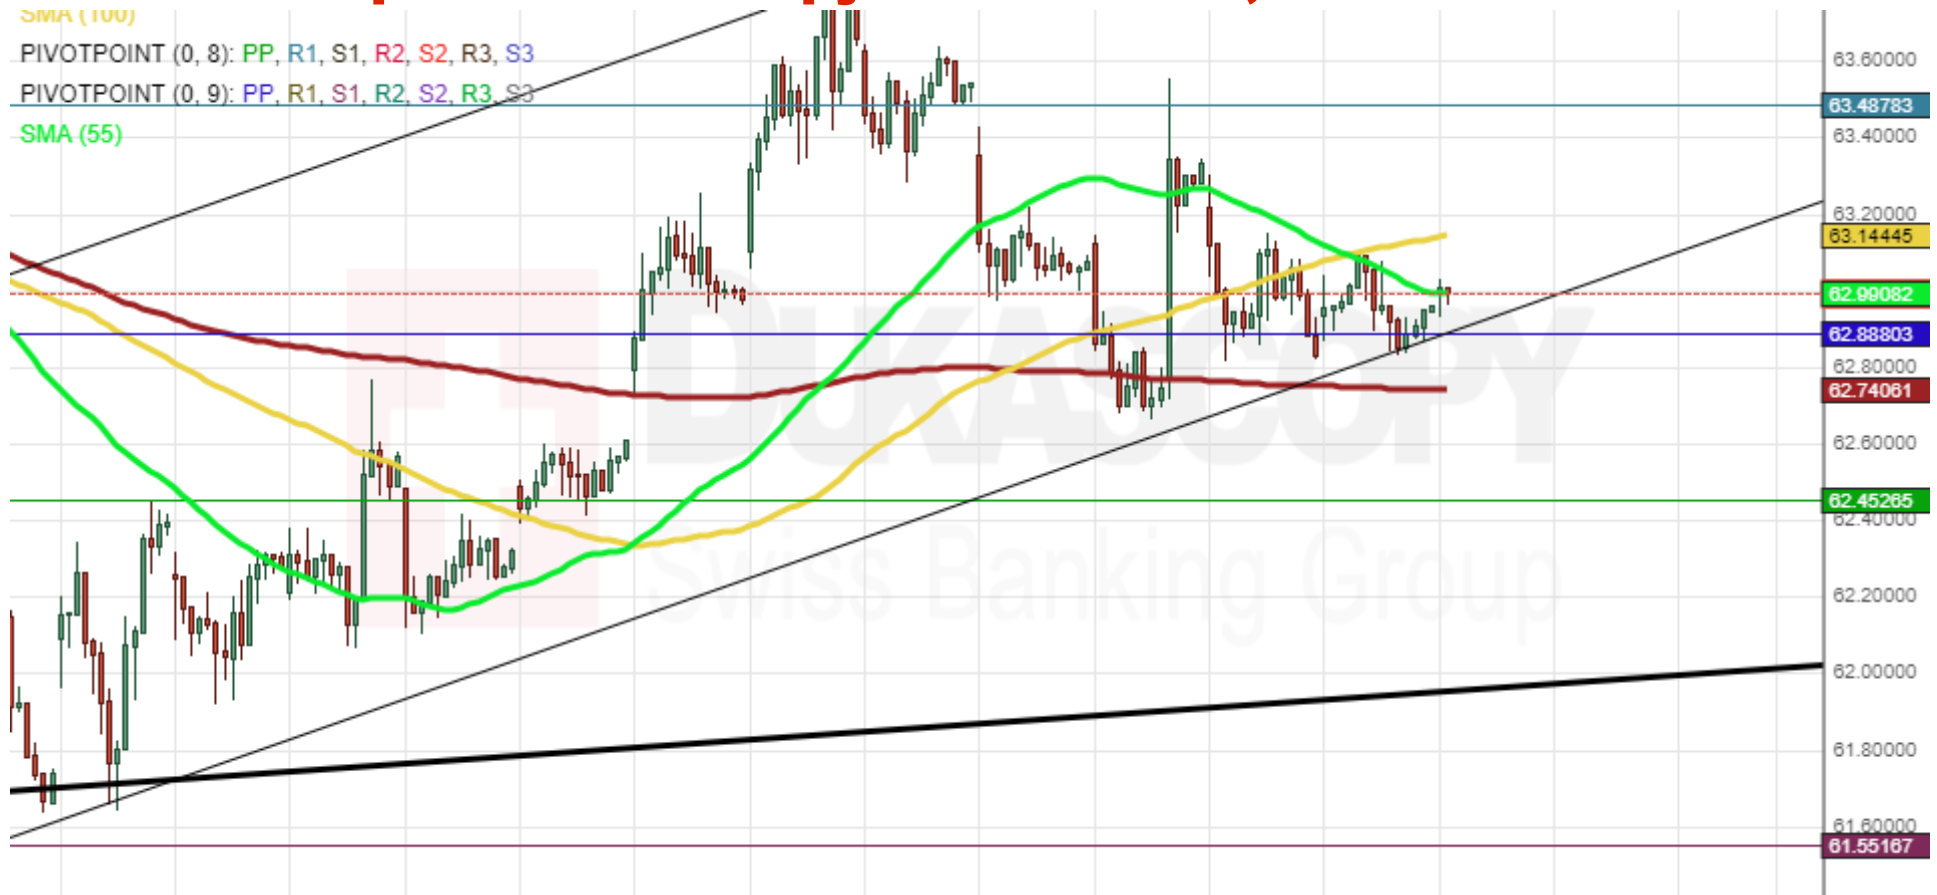 SMA (100)
PIVOTPOINT (0, 8): PP, R1, S1, R2, S2, R3, S3
PIVOTPOINT (0, 9): PP, R1, S1, R2, S2, R3, S3
SMA (55)
63.60000
63.48783
63.40000
63.20000
63.14445
62.99082
62.88803
62.80000
62.74061
62.60000
62.45265
62.40000
62.20000
62.00000
61.80000
61.60000
61.55167
DUKASCOPY
Swiss Banking Group